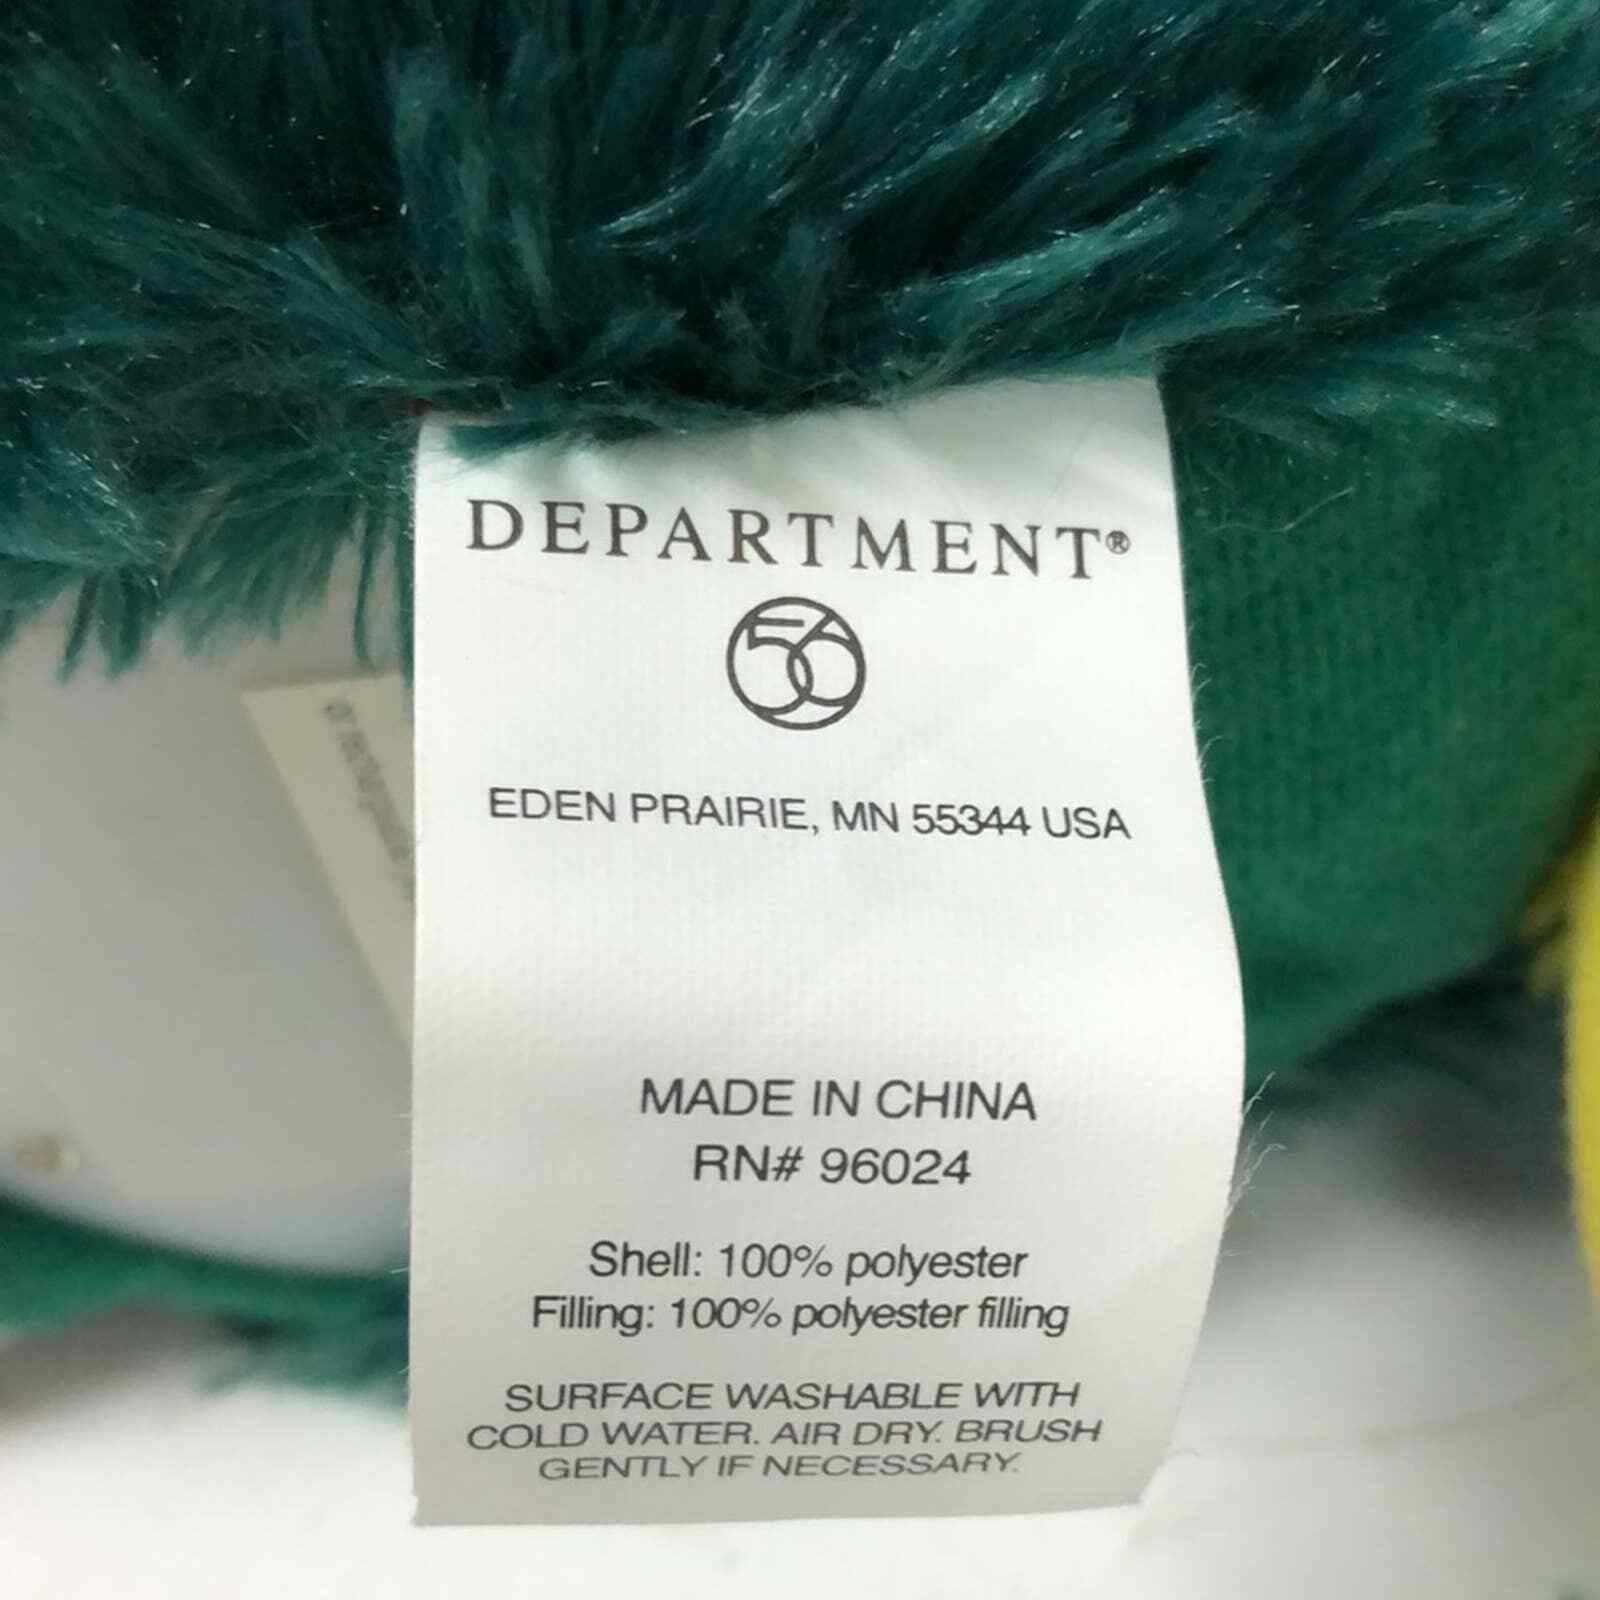 DEPARTMENT®
56
EDEN PRAIRIE, MN 55344 USA
MADE IN CHINA
RN# 96024
Shell: 100% polyester
Filling: 100% polyester filling
SURFACE WASHABLE WITH
COLD WATER. AIR DRY. BRUSH
GENTLY IF NECESSARY.